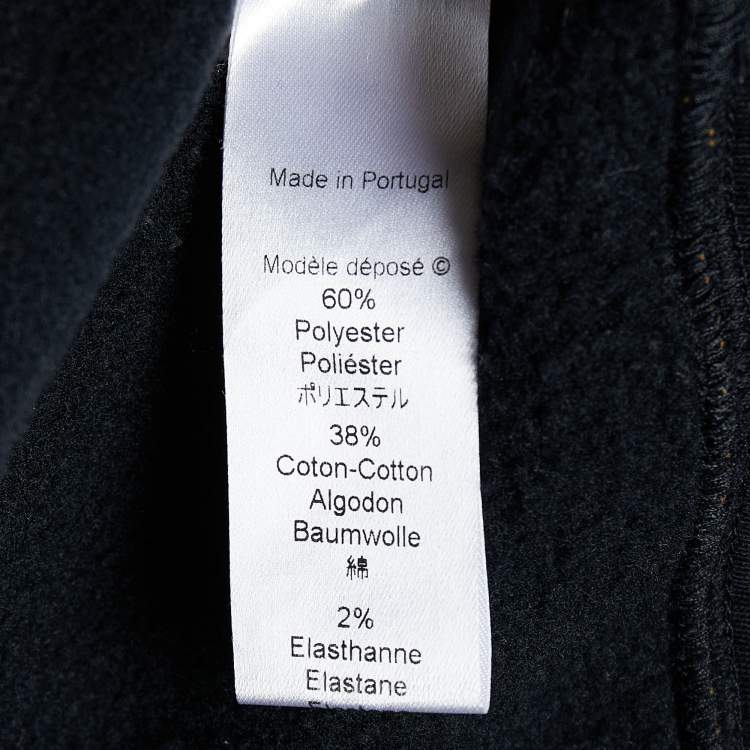 Made in Portugal
Modèle déposé ©
60%
Polyester
Poliéster
ポリエステル
38%
Coton-Cotton
Algodon
Baumwolle
綿
2%
Elasthanne
Elastane